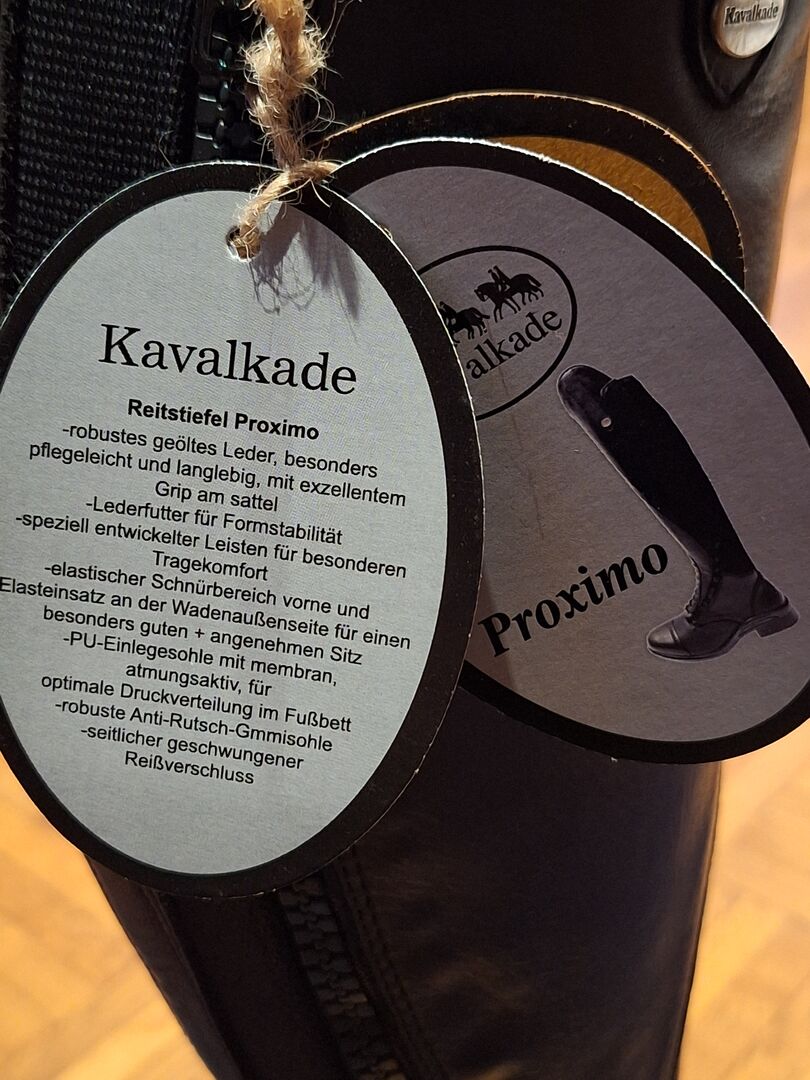 Kavalkade
Kavalkade
Reitstiefel Proximo
-robustes geöltes Leder, besonders
pflegeleicht und langlebig, mit exzellentem
Grip am sattel
-Lederfutter für Formstabilität
-speziell entwickelter Leisten für besonderen
Tragekomfort
-elastischer Schnürbereich vorne und
Elasteinsatz an der Wadenaußenseite für einen
besonders guten + angenehmen Sitz
-PU-Einlegesohle mit membran,
atmungsaktiv, für
optimale Druckverteilung im Fußbett
-robuste Anti-Rutsch-Gmmisohle
-seitlicher geschwungener
Reißverschluss
alkade
Proximo